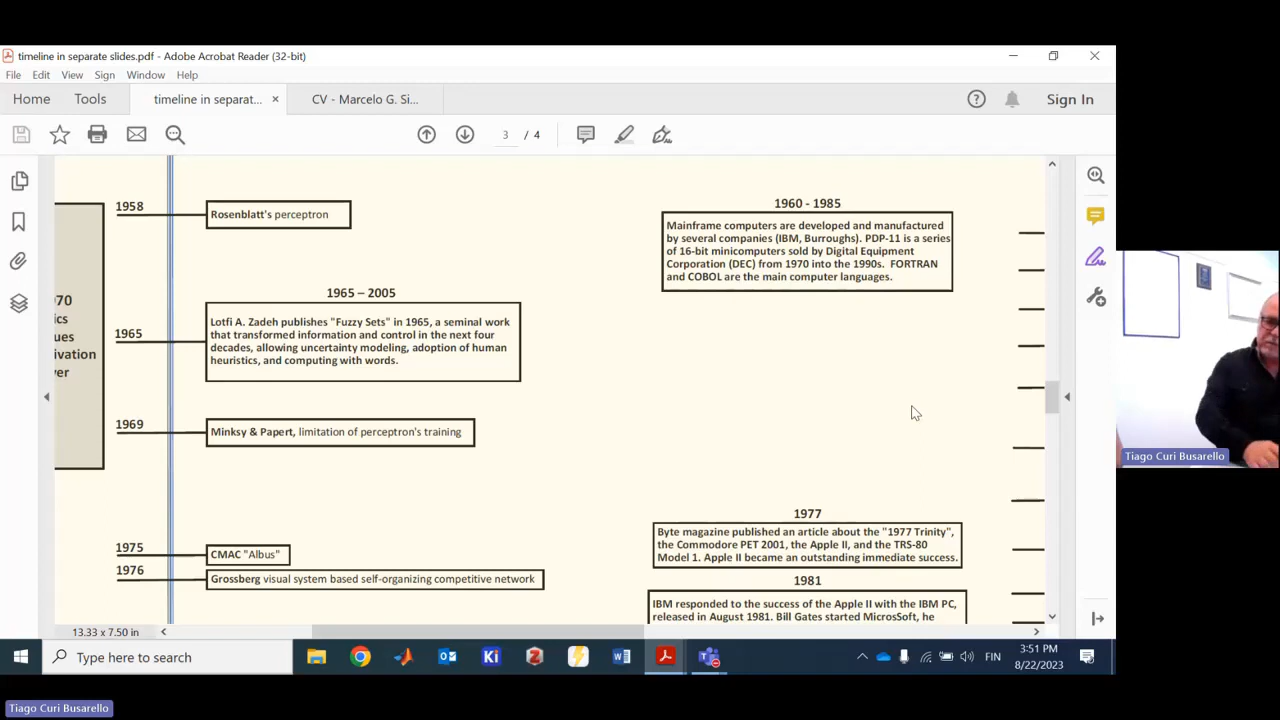 timeline in separate slides.pdf - Adobe Acrobat Reader (32-bit)
File Edit View Sign Window Help
Home Tools timeline in separat... × CV - Marcelo G. Si...
Sign In
3 / 4
1958
Rosenblatt's perceptron
1965 – 2005
1965
Lotfi A. Zadeh publishes "Fuzzy Sets" in 1965, a seminal work
that transformed information and control in the next four
decades, allowing uncertainty modeling, adoption of human
heuristics, and computing with words.
1969
Minksy & Papert, limitation of perceptron's training
1975
CMAC "Albus"
1976
Grossberg visual system based self-organizing competitive network
1960 - 1985
Mainframe computers are developed and manufactured
by several companies (IBM, Burroughs). PDP-11 is a series
of 16-bit minicomputers sold by Digital Equipment
Corporation (DEC) from 1970 into the 1990s. FORTRAN
and COBOL are the main computer languages.
1977
Byte magazine published an article about the "1977 Trinity",
the Commodore PET 2001, the Apple II, and the TRS-80
Model 1. Apple II became an outstanding immediate success.
1981
IBM responded to the success of the Apple II with the IBM PC,
released in August 1981. Bill Gates started MicrosSoft, he
13.33 x 7.50 in
Type here to search
Ki
FIN
3:51 PM
8/22/2023
Tiago Curi Busarello
Tiago Curi Busarello